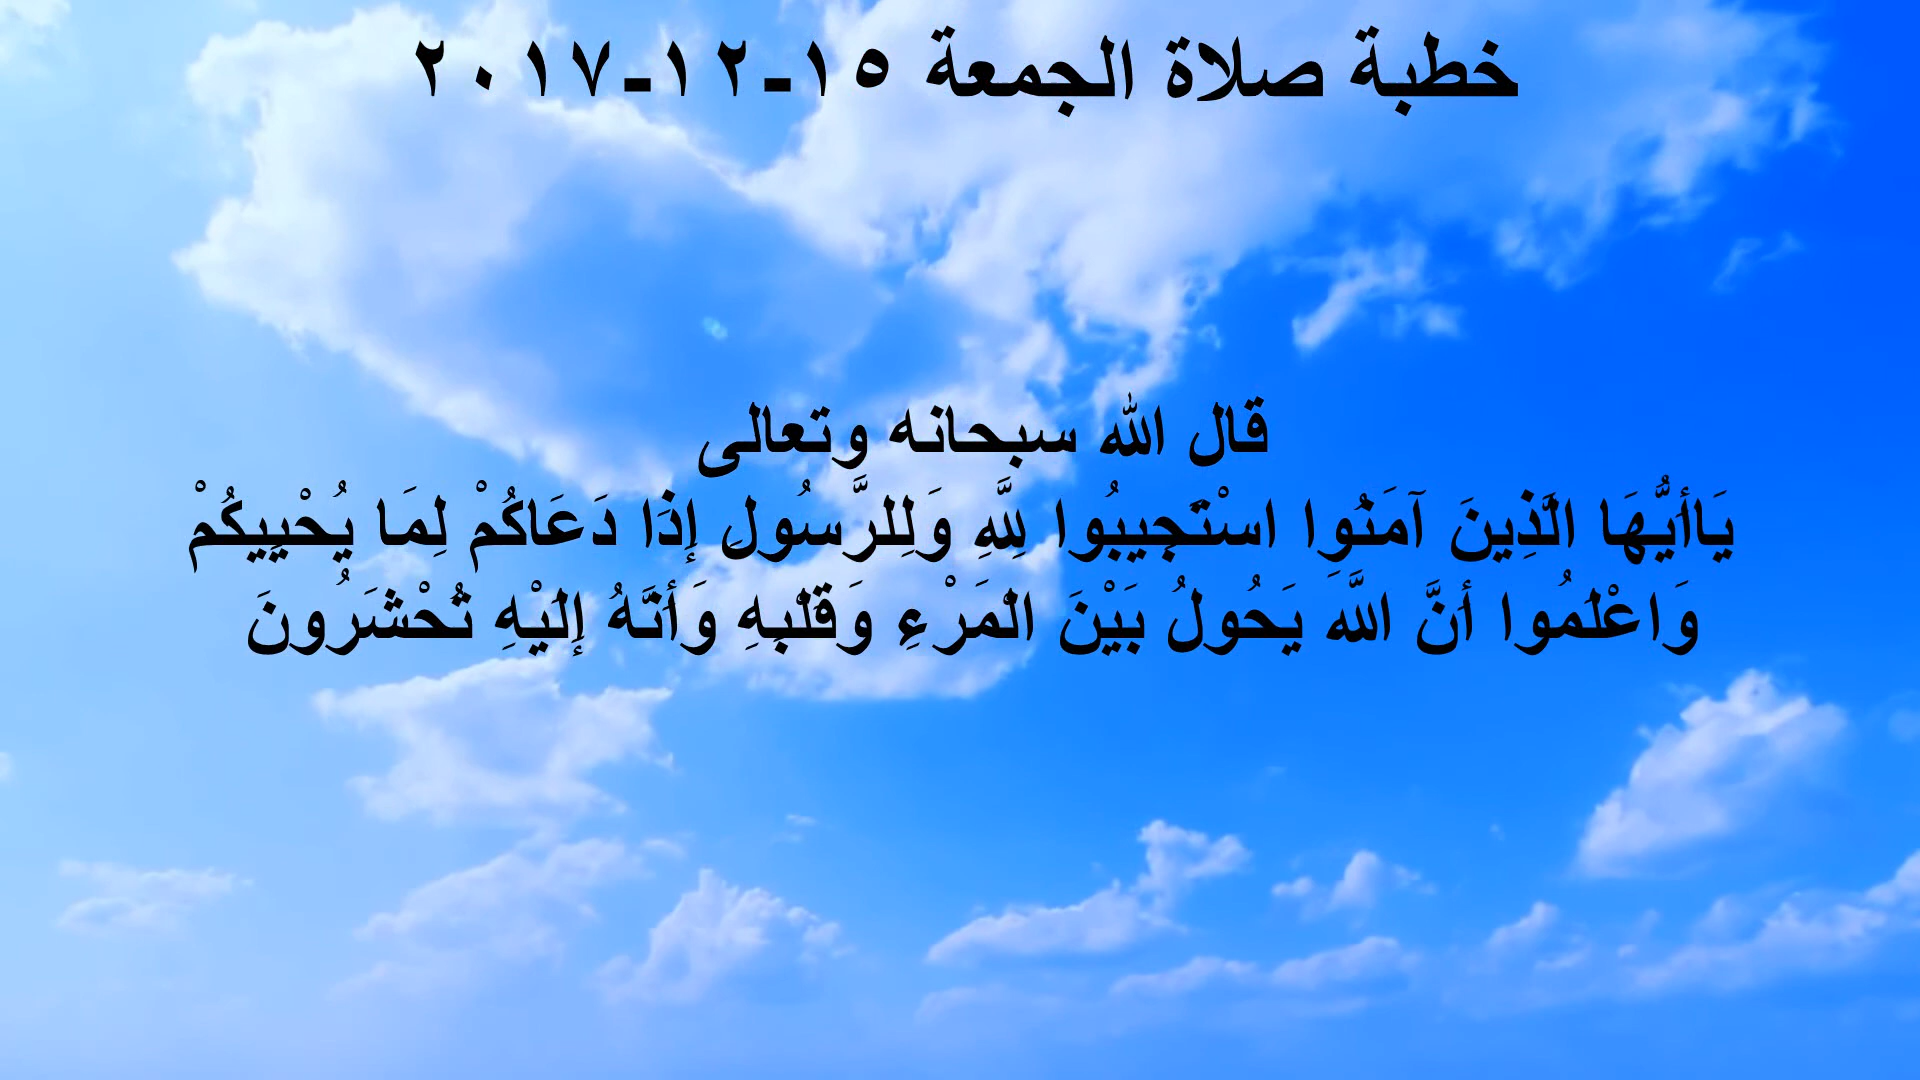 خطبة صلاة الجمعة ١٥-١٢-٢٠١٧
قال الله سبحانه وتعالى
يَاأَيُّهَا الَّذِينَ آمَنُوا اسْتَجِيبُوا لِلَّهِ وَلِلرَّسُولِ إِذَا دَعَاكُمْ لِمَا يُحْيِيكُمْ
وَاعْلَمُوا أَنَّ اللَّهَ يَحُولُ بَيْنَ الْمَرْءِ وَقَلْبِهِ وَأَنَّهُ إِلَيْهِ تُحْشَرُونَ